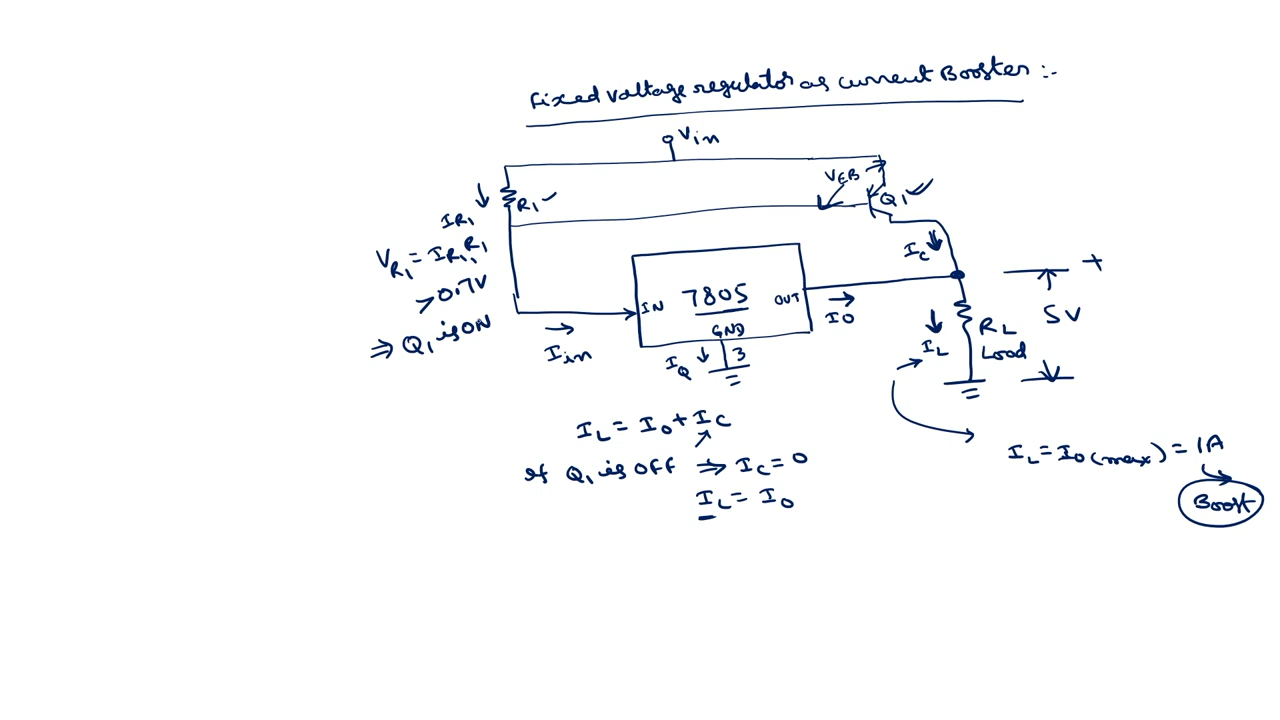 Fixed voltage regulator as current Booster :-
Vin
VEB
R1
Q1
IR1
VR1 = IR1 R1
> 0.7V
⇒ Q1 is ON
IC
+
IN
7805
OUT
GND
IO
5V
Iin
IQ
3
IL
RL
Load
IL = IO + IC
If Q1 is OFF ⇒ IC = 0
IL = IO
IL = IO(max) = 1A
Boost